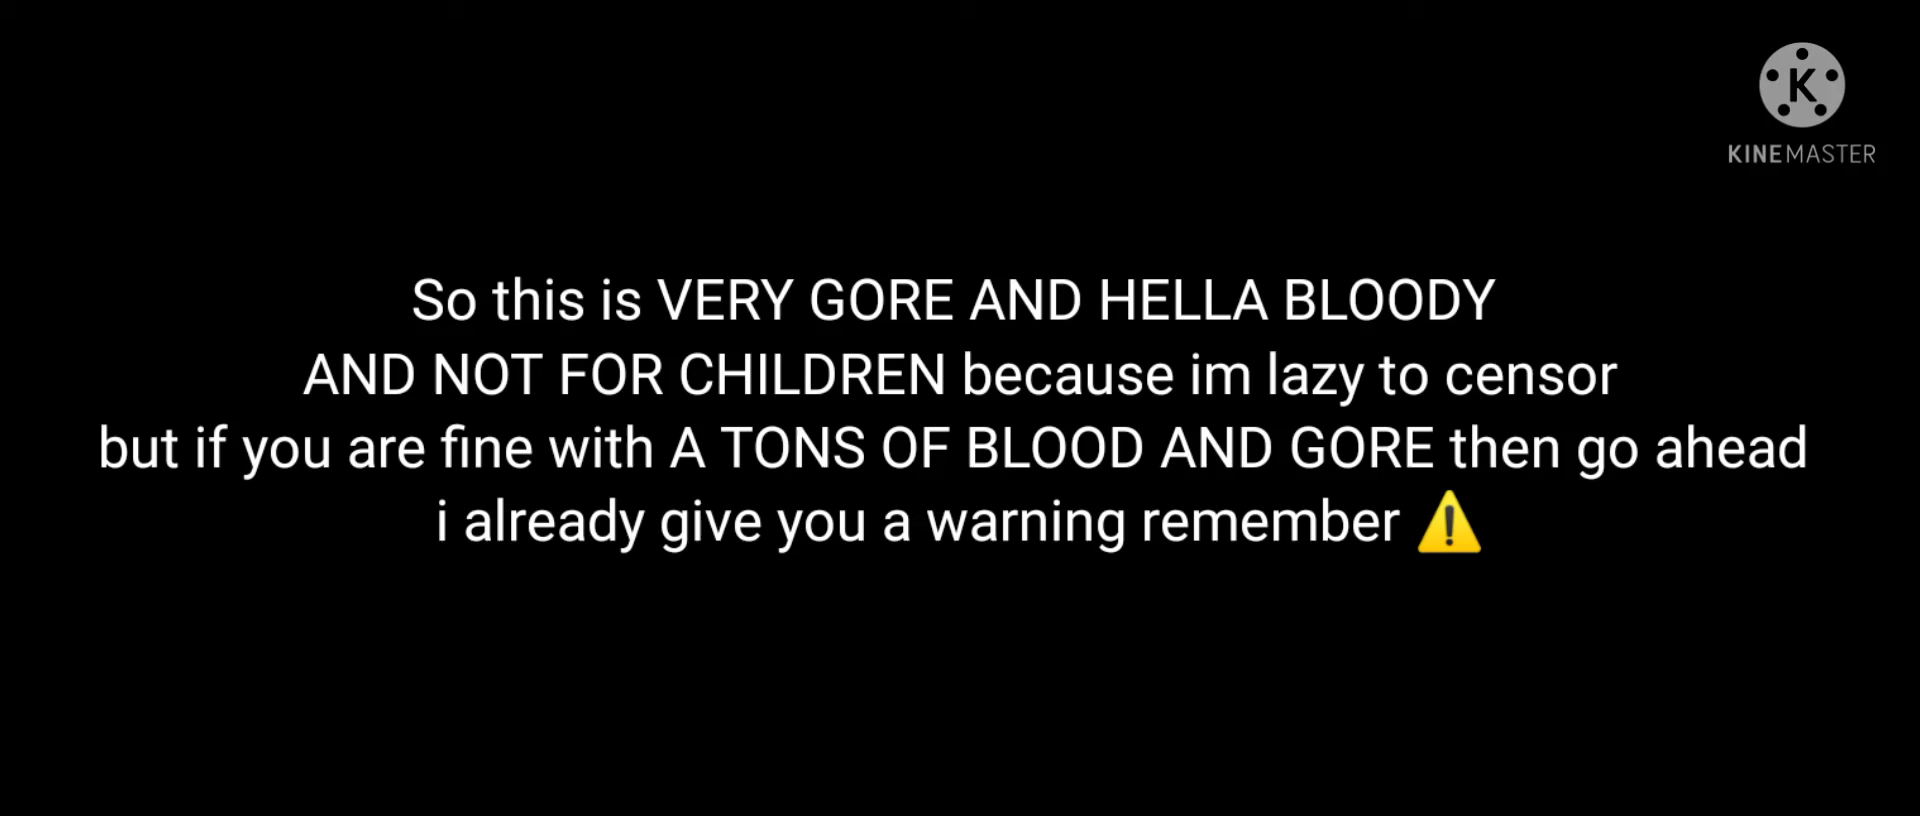 K
KINEMASTER
So this is VERY GORE AND HELLA BLOODY
AND NOT FOR CHILDREN because im lazy to censor
but if you are fine with A TONS OF BLOOD AND GORE then go ahead
i already give you a warning remember ⚠️